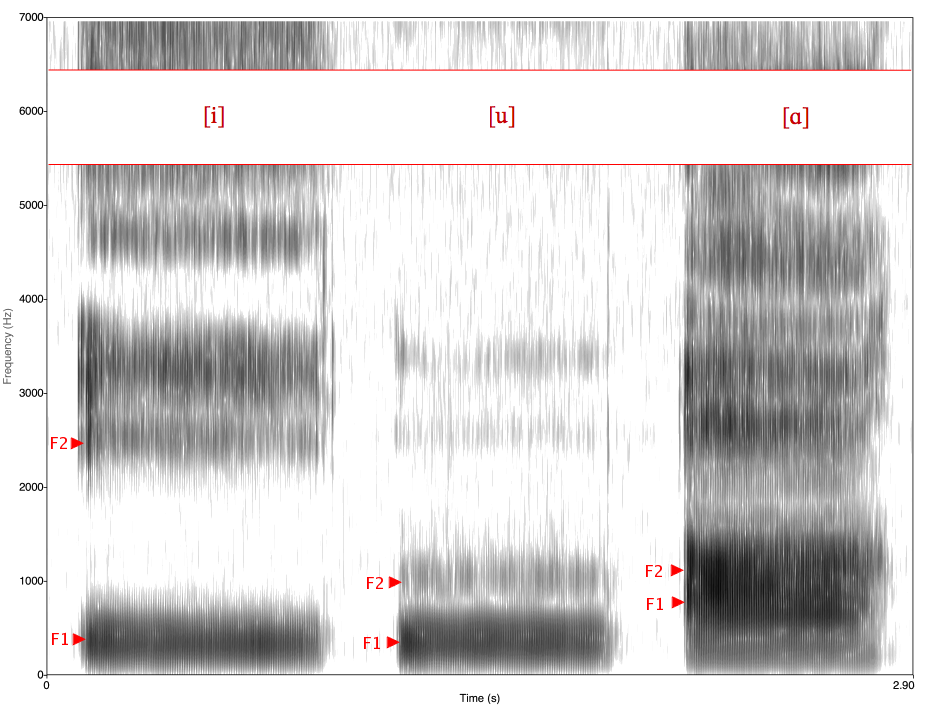 7000
6000
[i] [u] [ɑ]
5000
4000
Frequency (Hz)
3000
F2
2000
F2
F2
1000
F1
F1
F1
0
0
2.90
Time (s)